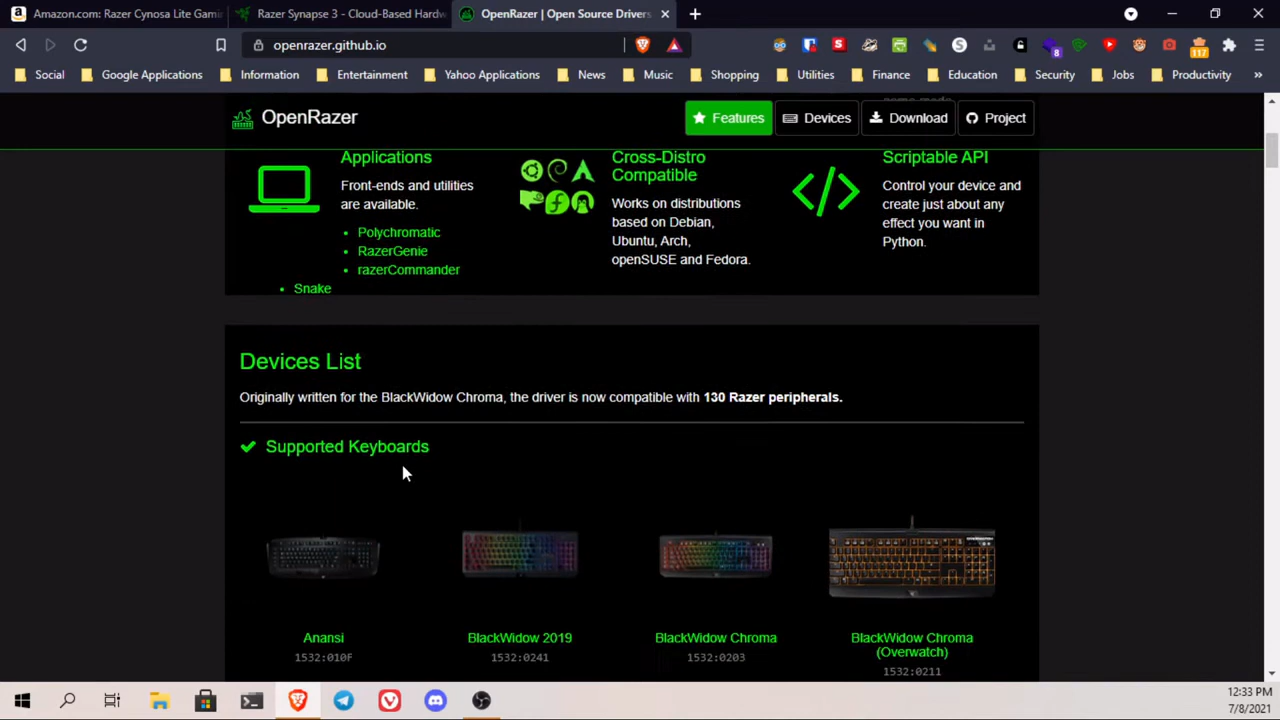 Amazon.com: Razer Cynosa Lite Gami
Razer Synapse 3 - Cloud-Based Hardw
OpenRazer | Open Source Drivers
openrazer.github.io
8
117
Social
Google Applications
Information
Entertainment
Yahoo Applications
News
Music
Shopping
Utilities
Finance
Education
Security
Jobs
Productivity
OpenRazer
Features
Devices
Download
Project
Applications
Front-ends and utilities
are available.
• Polychromatic
• RazerGenie
• razerCommander
• Snake
Cross-Distro
Compatible
Works on distributions
based on Debian,
Ubuntu, Arch,
openSUSE and Fedora.
Scriptable API
Control your device and
create just about any
effect you want in
Python.
Devices List
Originally written for the BlackWidow Chroma, the driver is now compatible with 130 Razer peripherals.
Supported Keyboards
Anansi
1532:010F
BlackWidow 2019
1532:0241
BlackWidow Chroma
1532:0203
BlackWidow Chroma
(Overwatch)
1532:0211
12:33 PM
7/8/2021